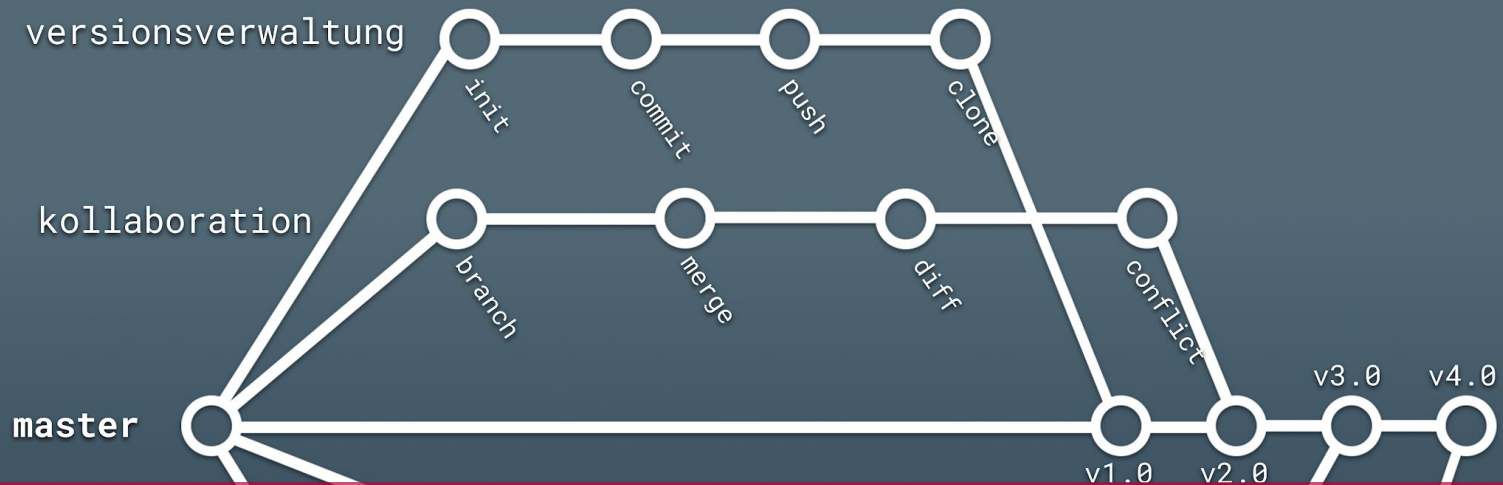 versionsverwaltung
init
commit
push
clone
kollaboration
branch
merge
diff
conflict
v3.0
v4.0
master
v1.0
v2.0